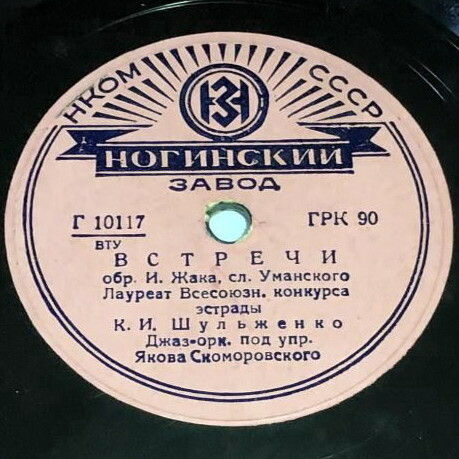 НКОМ СССР
НЗ
НОГИНСКИЙ
ЗАВОД
Г 10117 ГРК 90
ВТУ
ВСТРЕЧИ
обр. И. Жака, сл. Уманского
Лауреат Всесоюзн. конкурса
эстрады
К. И. Шульженко
Джаз-орк. под упр.
Якова Скоморовского